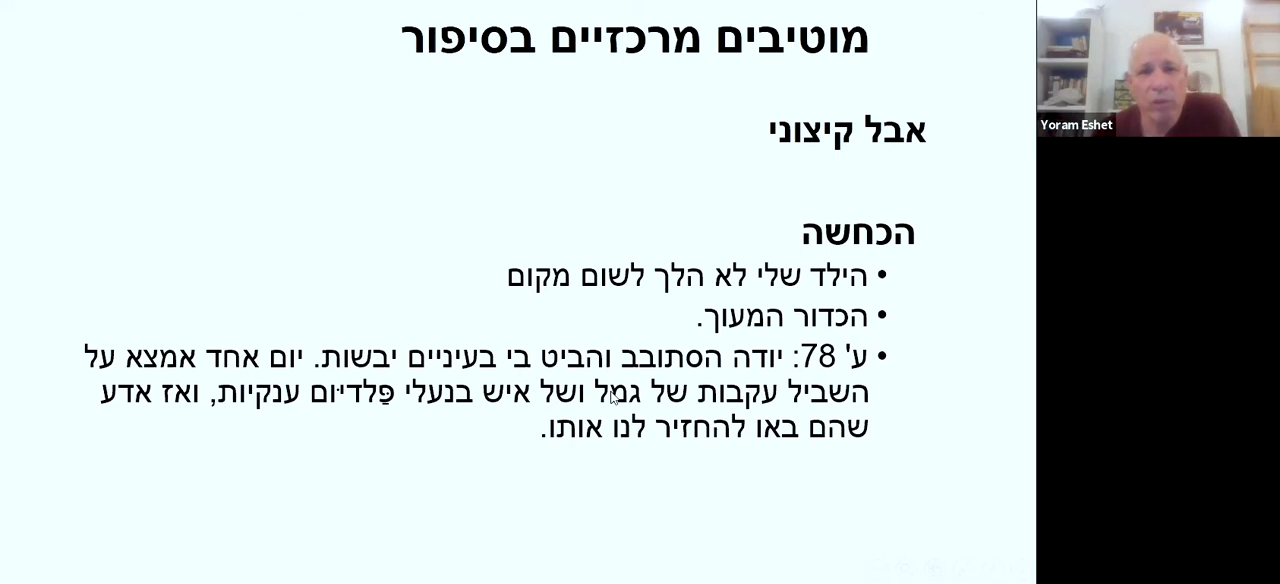 מוטיבים מרכזיים בסיפור
אבל קיצוני
הכחשה
• הילד שלי לא הלך לשום מקום
• הכדור המעוך.
• ע' 78: יודה הסתובב והביט בי בעיניים יבשות. יום אחד אמצא על
השביל עקבות של גמל ושל איש בנעלי פַּלדיוּם ענקיות, ואז אדע
שהם באו להחזיר לנו אותו.
Yoram Eshet